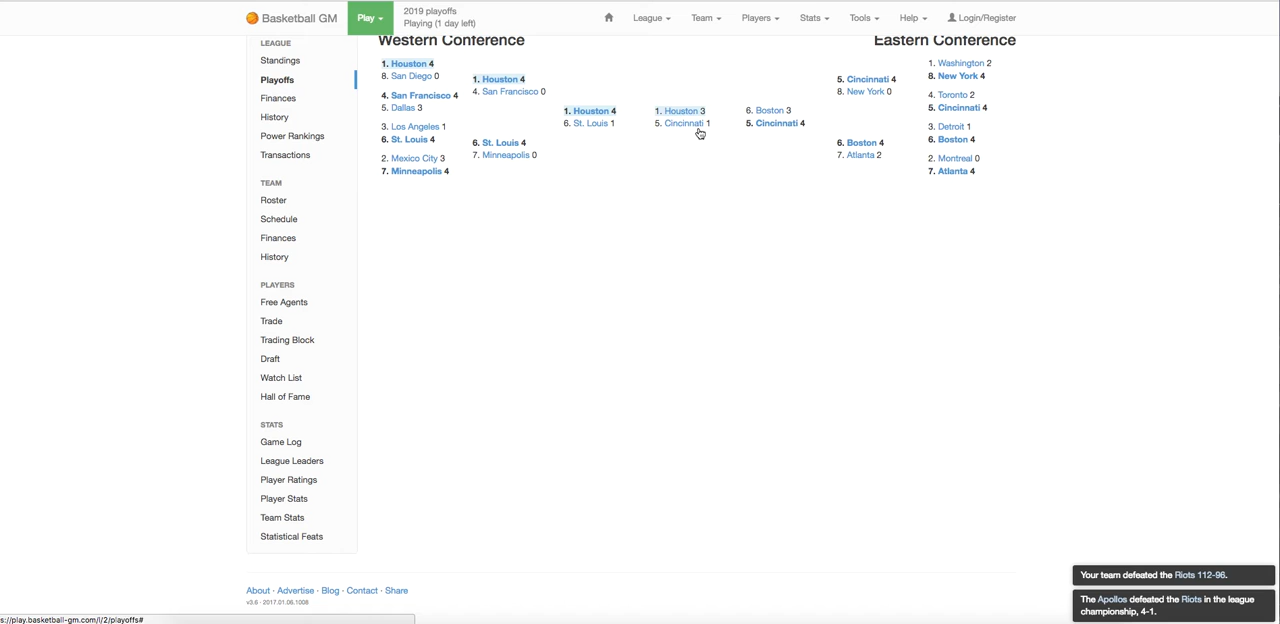 Basketball GM
Play
2019 playoffs
Playing (1 day left)
League
Team
Players
Stats
Tools
Help
Login/Register
LEAGUE
Standings
Playoffs
Finances
History
Power Rankings
Transactions
TEAM
Roster
Schedule
Finances
History
PLAYERS
Free Agents
Trade
Trading Block
Draft
Watch List
Hall of Fame
STATS
Game Log
League Leaders
Player Ratings
Player Stats
Team Stats
Statistical Feats
Western Conference
Eastern Conference
1. Houston 4
8. San Diego 0
4. San Francisco 4
5. Dallas 3
3. Los Angeles 1
6. St. Louis 4
2. Mexico City 3
7. Minneapolis 4
1. Houston 4
4. San Francisco 0
6. St. Louis 4
7. Minneapolis 0
1. Houston 4
6. St. Louis 1
1. Houston 3
5. Cincinnati 1
6. Boston 3
5. Cincinnati 4
5. Cincinnati 4
8. New York 0
6. Boston 4
7. Atlanta 2
1. Washington 2
8. New York 4
4. Toronto 2
5. Cincinnati 4
3. Detroit 1
6. Boston 4
2. Montreal 0
7. Atlanta 4
About · Advertise · Blog · Contact · Share
v3.6 · 2017.01.06.1008
Your team defeated the Riots 112-96.
The Apollos defeated the Riots in the league
championship, 4-1.
s://play.basketball-gm.com/l/2/playoffs#